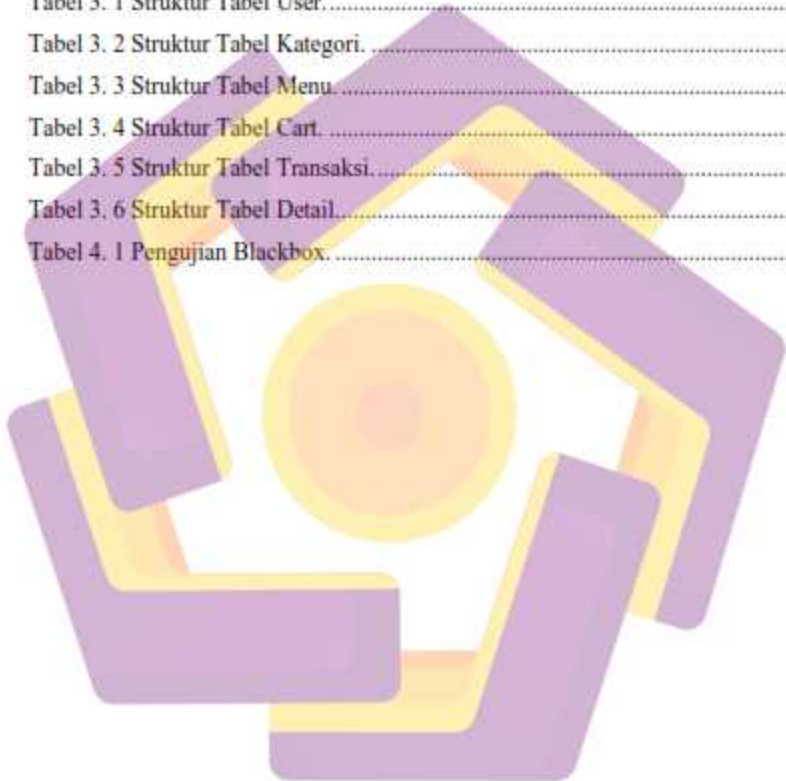 Tabel 3. 1 Struktur Tabel User.........................................................................
Tabel 3. 2 Struktur Tabel Kategori. .................................................................
Tabel 3. 3 Struktur Tabel Menu. ......................................................................
Tabel 3. 4 Struktur Tabel Cart. ........................................................................
Tabel 3. 5 Struktur Tabel Transaksi.................................................................
Tabel 3. 6 Struktur Tabel Detail.......................................................................
Tabel 4. 1 Pengujian Blackbox. .......................................................................